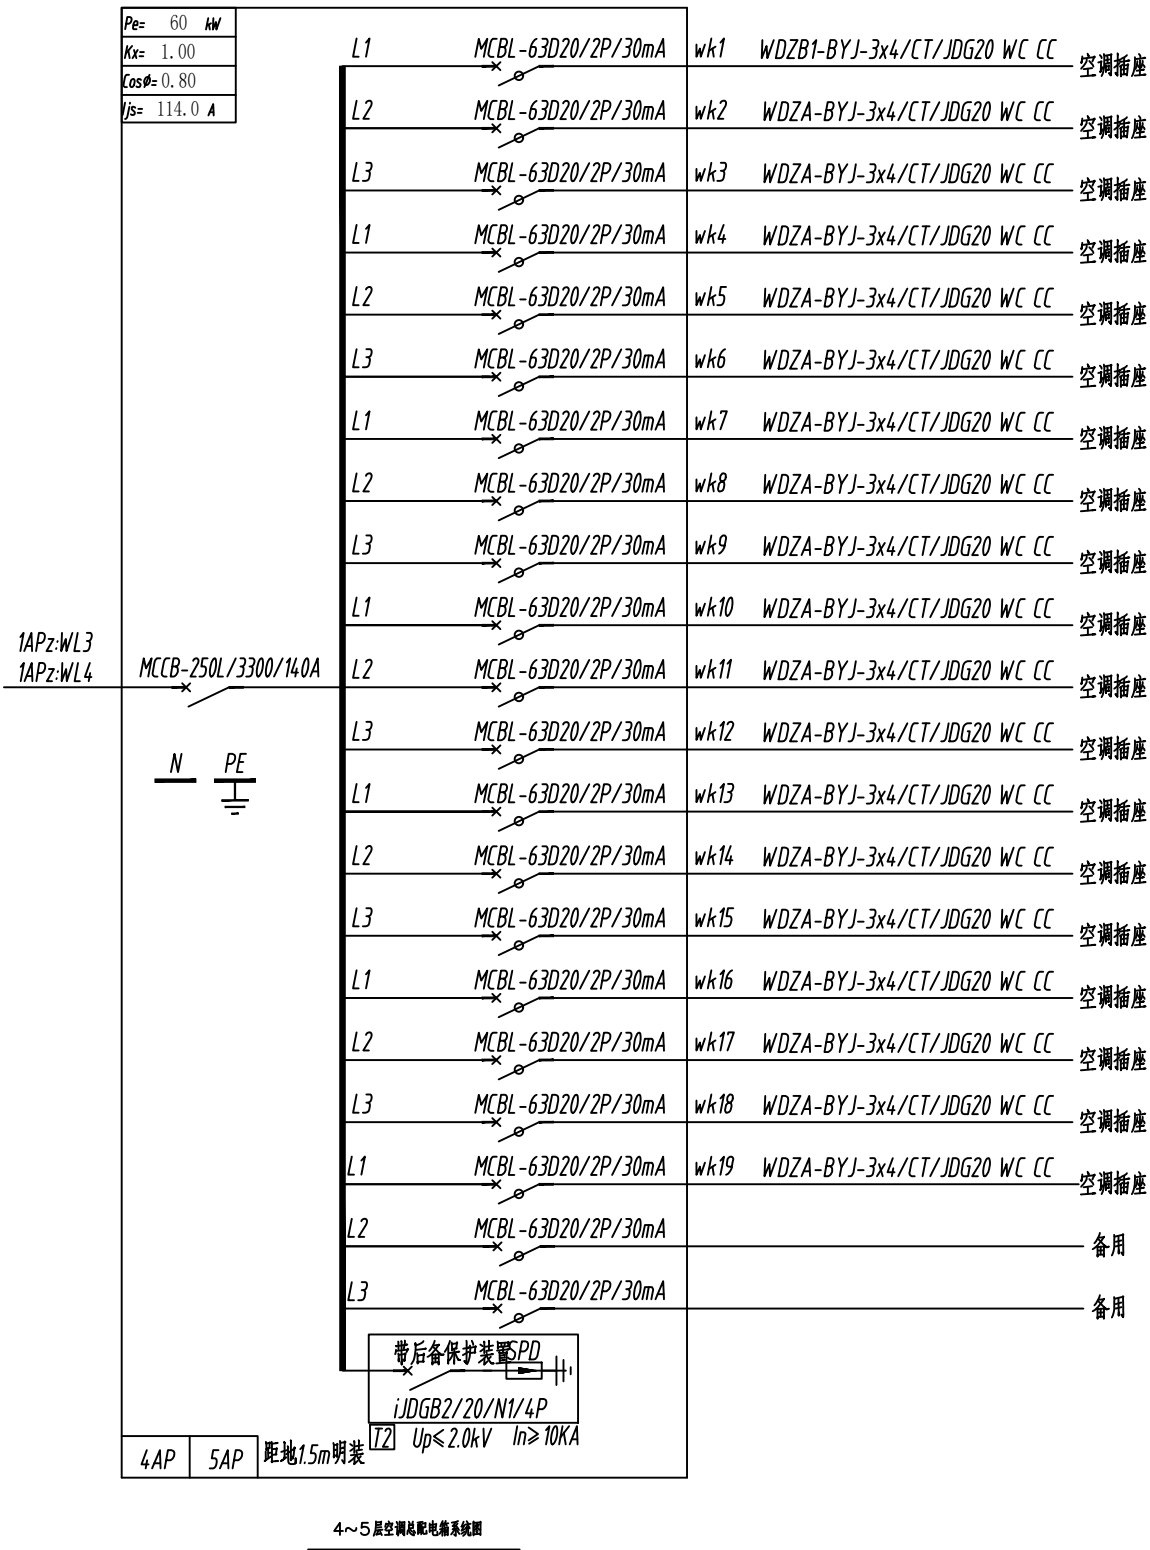 Pe= 60 kW
Kx= 1.00
Cosø= 0.80
Ijs= 114.0 A
L1 MCBL-63D20/2P/30mA wk1 WDZB1-BYJ-3x4/CT/JDG20 WC CC 空调插座
L2 MCBL-63D20/2P/30mA wk2 WDZA-BYJ-3x4/CT/JDG20 WC CC 空调插座
L3 MCBL-63D20/2P/30mA wk3 WDZA-BYJ-3x4/CT/JDG20 WC CC 空调插座
L1 MCBL-63D20/2P/30mA wk4 WDZA-BYJ-3x4/CT/JDG20 WC CC 空调插座
L2 MCBL-63D20/2P/30mA wk5 WDZA-BYJ-3x4/CT/JDG20 WC CC 空调插座
L3 MCBL-63D20/2P/30mA wk6 WDZA-BYJ-3x4/CT/JDG20 WC CC 空调插座
L1 MCBL-63D20/2P/30mA wk7 WDZA-BYJ-3x4/CT/JDG20 WC CC 空调插座
L2 MCBL-63D20/2P/30mA wk8 WDZA-BYJ-3x4/CT/JDG20 WC CC 空调插座
L3 MCBL-63D20/2P/30mA wk9 WDZA-BYJ-3x4/CT/JDG20 WC CC 空调插座
L1 MCBL-63D20/2P/30mA wk10 WDZA-BYJ-3x4/CT/JDG20 WC CC 空调插座
1APz:WL3
1APz:WL4 MCCB-250L/3300/140A L2 MCBL-63D20/2P/30mA wk11 WDZA-BYJ-3x4/CT/JDG20 WC CC 空调插座
L3 MCBL-63D20/2P/30mA wk12 WDZA-BYJ-3x4/CT/JDG20 WC CC 空调插座
N PE
L1 MCBL-63D20/2P/30mA wk13 WDZA-BYJ-3x4/CT/JDG20 WC CC 空调插座
L2 MCBL-63D20/2P/30mA wk14 WDZA-BYJ-3x4/CT/JDG20 WC CC 空调插座
L3 MCBL-63D20/2P/30mA wk15 WDZA-BYJ-3x4/CT/JDG20 WC CC 空调插座
L1 MCBL-63D20/2P/30mA wk16 WDZA-BYJ-3x4/CT/JDG20 WC CC 空调插座
L2 MCBL-63D20/2P/30mA wk17 WDZA-BYJ-3x4/CT/JDG20 WC CC 空调插座
L3 MCBL-63D20/2P/30mA wk18 WDZA-BYJ-3x4/CT/JDG20 WC CC 空调插座
L1 MCBL-63D20/2P/30mA wk19 WDZA-BYJ-3x4/CT/JDG20 WC CC 空调插座
L2 MCBL-63D20/2P/30mA 备用
L3 MCBL-63D20/2P/30mA 备用
带后备保护装置SPD
iJDGB2/20/N1/4P
T2 Up≤2.0kV In≥10KA
4AP 5AP 距地1.5m明装
4~5层空调总配电箱系统图